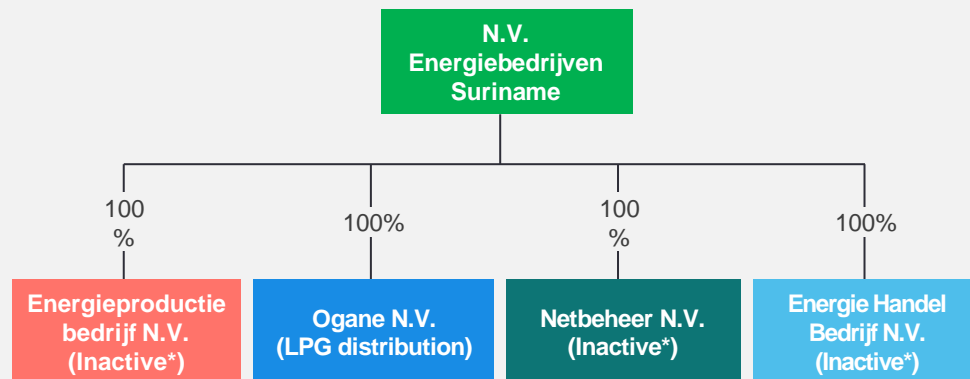 N.V.
Energiebedrijven
Suriname
100
%
100%
100
%
100%
Energieproductie
bedrijf N.V.
(Inactive*)
Ogane N.V.
(LPG distribution)
Netbeheer N.V.
(Inactive*)
Energie Handel
Bedrijf N.V.
(Inactive*)